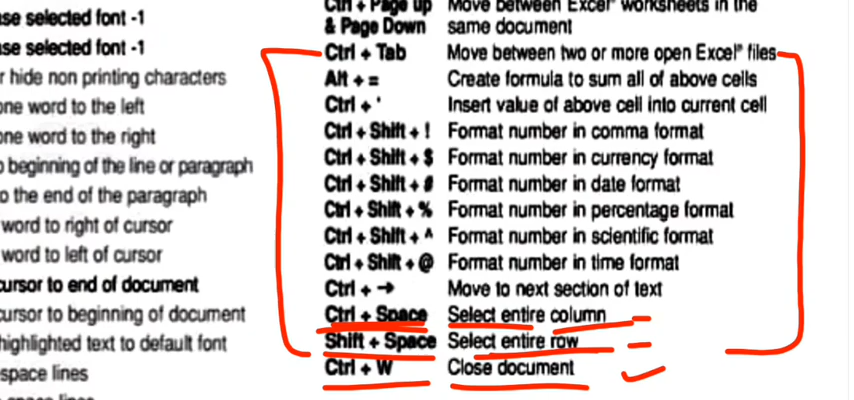 se selected font -1
se selected font -1
hide non printing characters
one word to the left
one word to the right
beginning of the line or paragraph
the end of the paragraph
word to right of cursor
word to left of cursor
cursor to end of document
cursor to beginning of document
highlighted text to default font
space lines
Ctrl + Page up Move between Excel worksheets in the
& Page Down same document
Ctrl + Tab Move between two or more open Excel® files
Alt + = Create formula to sum all of above cells
Ctrl + ' Insert value of above cell into current cell
Ctrl + Shift + ! Format number in comma format
Ctrl + Shift + $ Format number in currency format
Ctrl + Shift + # Format number in date format
Ctrl + Shift + % Format number in percentage format
Ctrl + Shift + ^ Format number in scientific format
Ctrl + Shift + @ Format number in time format
Ctrl + → Move to next section of text
Ctrl + Space Select entire column
Shift + Space Select entire row
Ctrl + W Close document